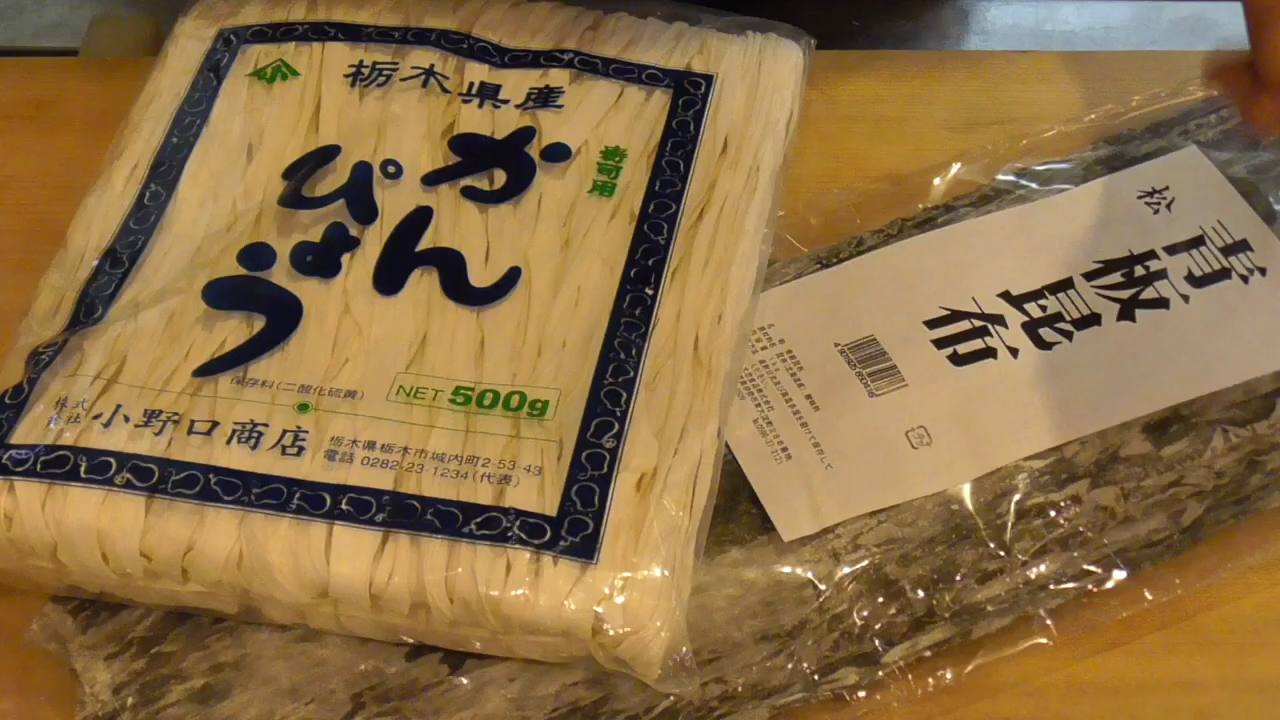 栃木県産
寿司用
かんぴょう
保存料(二酸化硫黄)
NET 500g
株式会社 小野口商店
栃木県栃木市城内町2-53-43
電話 0282-23-1234(代表)
松
青板昆布